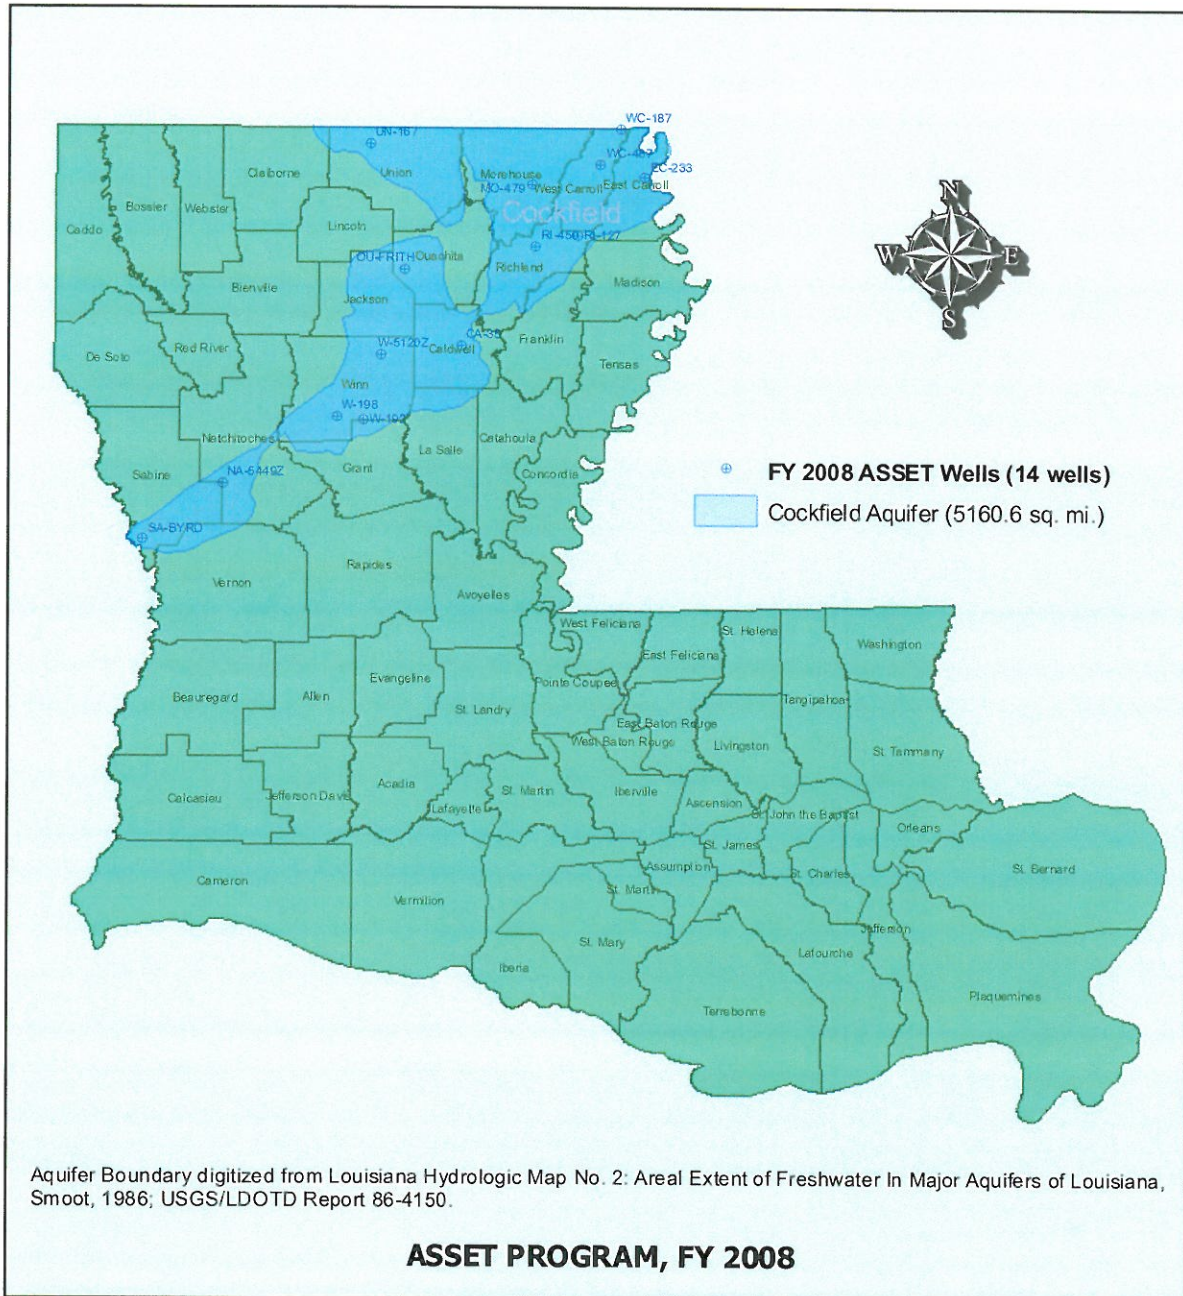 WC-187
UN-167
Claiborne
Union
Morehouse
WC-487
EC-233
MO-479
West Carroll
East Carroll
Bossier
Webster
Cockfield
Caddo
Lincoln
RI-450
RI-127
OU-FRITH
Ouachita
Richland
Madison
Bienville
Jackson
De Soto
Red River
W-5120Z
Caldwell
Franklin
Tensas
Winn
W-198
W-192
Natchitoches
Sabine
NA-5449Z
Grant
La Salle
Catahoula
Concordia
FY 2008 ASSET Wells (14 wells)
Cockfield Aquifer (5160.6 sq. mi.)
SA-BYRD
Vernon
Rapides
Avoyelles
West Feliciana
East Feliciana
St. Helena
Washington
Beauregard
Allen
Evangeline
St. Landry
Pointe Coupee
Tangipahoa
East Baton Rouge
West Baton Rouge
Livingston
St. Tammany
Calcasieu
Jefferson Davis
Acadia
Lafayette
St. Martin
Iberville
Ascension
St. John the Baptist
Orleans
St. James
Assumption
St. Charles
St. Bernard
Cameron
Vermilion
St. Martin
St. Mary
Iberia
Lafourche
Jefferson
Terrebonne
Plaquemines
N
W
E
S
Aquifer Boundary digitized from Louisiana Hydrologic Map No. 2: Areal Extent of Freshwater In Major Aquifers of Louisiana,
Smoot, 1986; USGS/LDOTD Report 86-4150.
ASSET PROGRAM, FY 2008